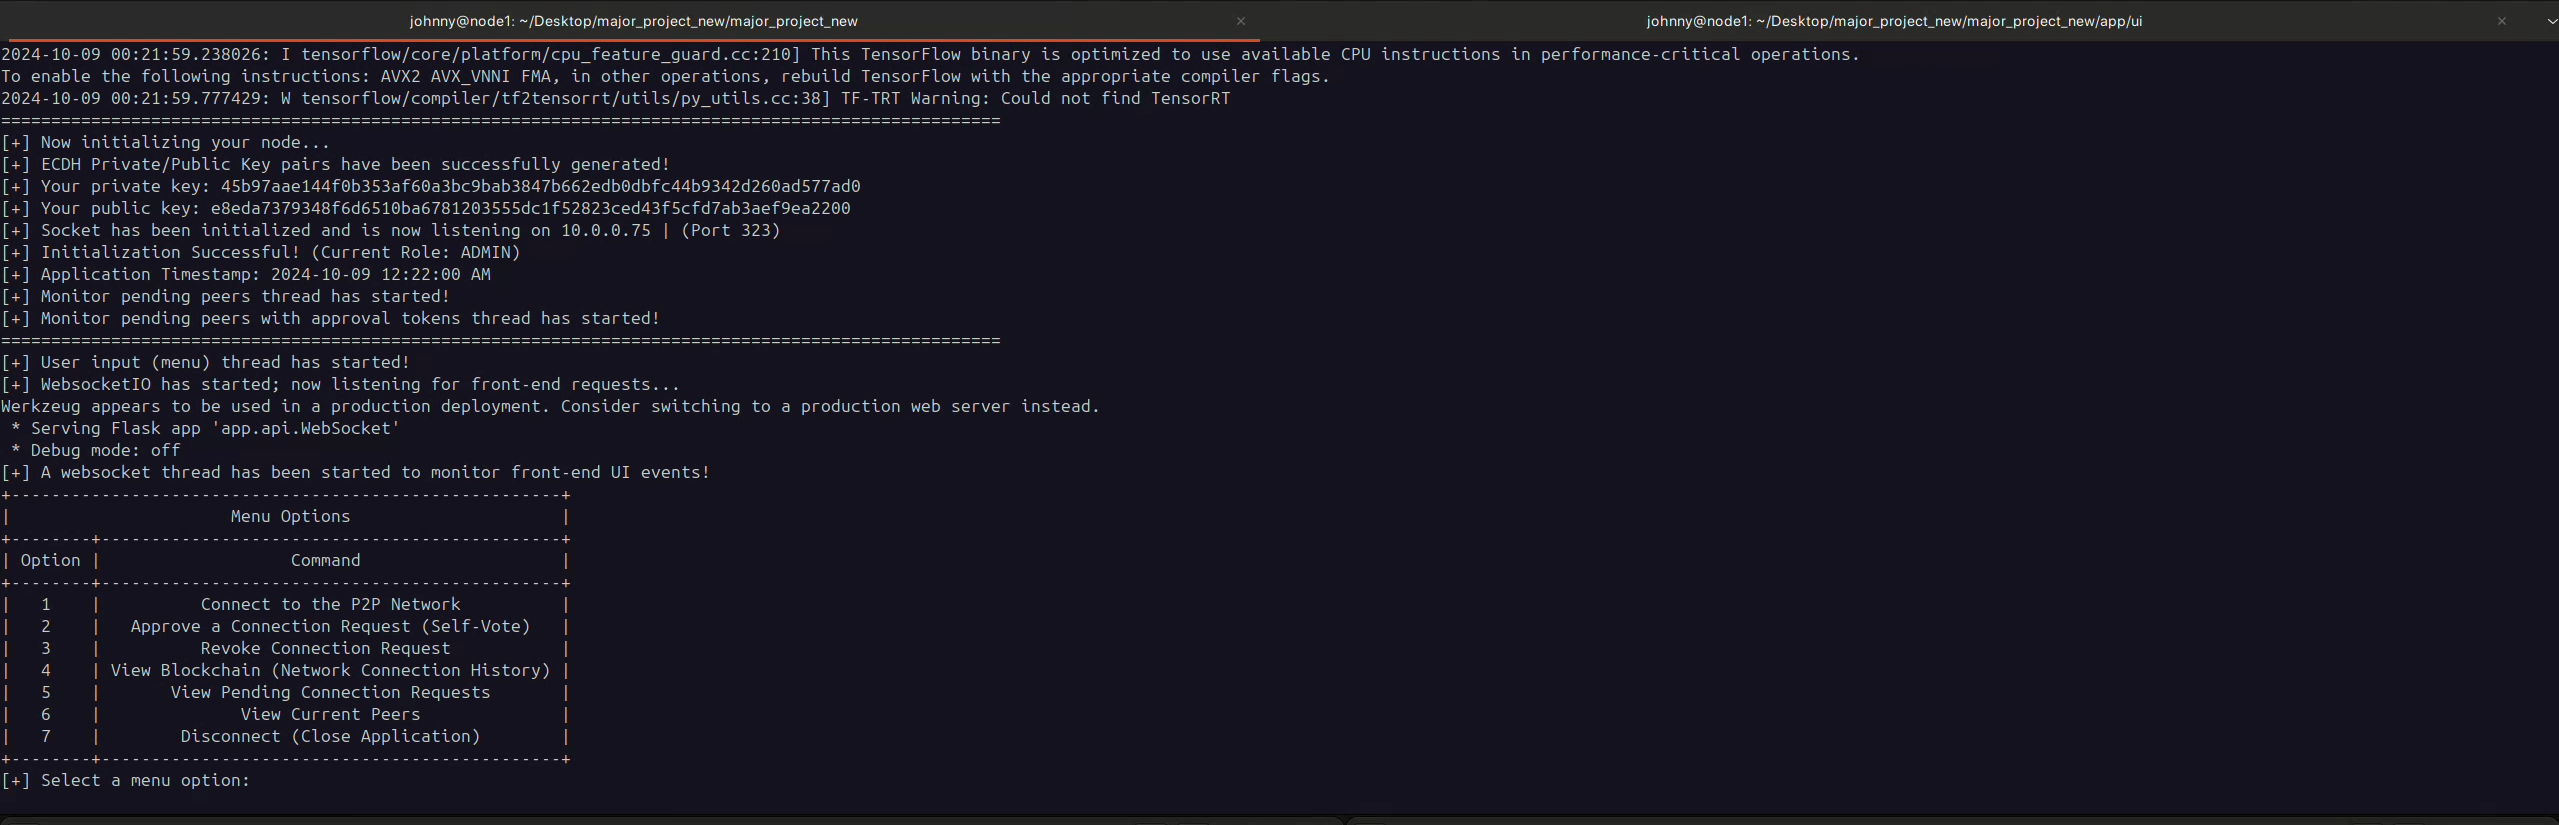 johnny@node1: ~/Desktop/major_project_new/major_project_new × johnny@node1: ~/Desktop/major_project_new/major_project_new/app/ui ×
2024-10-09 00:21:59.238026: I tensorflow/core/platform/cpu_feature_guard.cc:210] This TensorFlow binary is optimized to use available CPU instructions in performance-critical operations.
To enable the following instructions: AVX2 AVX_VNNI FMA, in other operations, rebuild TensorFlow with the appropriate compiler flags.
2024-10-09 00:21:59.777429: W tensorflow/compiler/tf2tensorrt/utils/py_utils.cc:38] TF-TRT Warning: Could not find TensorRT
====================================================================================================
[+] Now initializing your node...
[+] ECDH Private/Public Key pairs have been successfully generated!
[+] Your private key: 45b97aae144f0b353af60a3bc9bab3847b662edb0dbfc44b9342d260ad577ad0
[+] Your public key: e8eda7379348f6d6510ba6781203555dc1f52823ced43f5cfd7ab3aef9ea2200
[+] Socket has been initialized and is now listening on 10.0.0.75 | (Port 323)
[+] Initialization Successful! (Current Role: ADMIN)
[+] Application Timestamp: 2024-10-09 12:22:00 AM
[+] Monitor pending peers thread has started!
[+] Monitor pending peers with approval tokens thread has started!
====================================================================================================
[+] User input (menu) thread has started!
[+] WebsocketIO has started; now listening for front-end requests...
Werkzeug appears to be used in a production deployment. Consider switching to a production web server instead.
 * Serving Flask app 'app.api.WebSocket'
 * Debug mode: off
[+] A websocket thread has been started to monitor front-end UI events!
+-------------------------------------------------------+
|                      Menu Options                     |
+--------+----------------------------------------------+
| Option |                   Command                    |
+--------+----------------------------------------------+
|   1    |          Connect to the P2P Network          |
|   2    |   Approve a Connection Request (Self-Vote)   |
|   3    |          Revoke Connection Request           |
|   4    | View Blockchain (Network Connection History) |
|   5    |       View Pending Connection Requests       |
|   6    |              View Current Peers              |
|   7    |        Disconnect (Close Application)        |
+--------+----------------------------------------------+
[+] Select a menu option: